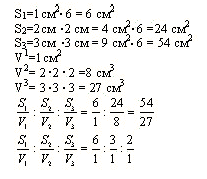 S₁=1см²·6 = 6 см²
S₂=2см ·2см = 4 см²·6 =24 см²
S₃=3см ·3 см= 9 см²·6 = 54 см²
V¹=1см³
V²= 2 · 2 · 2 =8 см³
V³= 3 · 3 · 3 = 27 см³
S₁/V₁ : S₂/V₂ : S₃/V₃ = 6/1 : 24/8 = 54/27
S₁/V₁ : S₂/V₂ : S₃/V₃ = 6/1 : 3/1 : 2/1